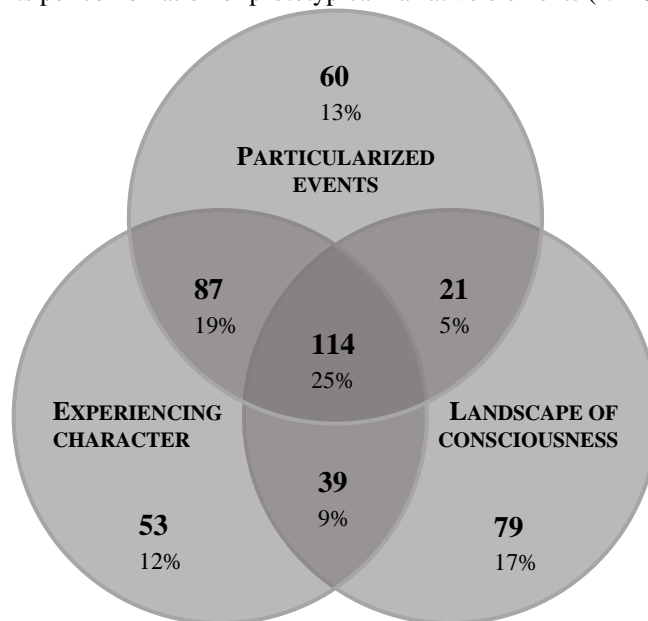 60
13%
PARTICULARIZED
EVENTS
87
19%
21
5%
114
25%
EXPERIENCING
CHARACTER
LANDSCAPE OF
CONSCIOUSNESS
39
9%
53
12%
79
17%